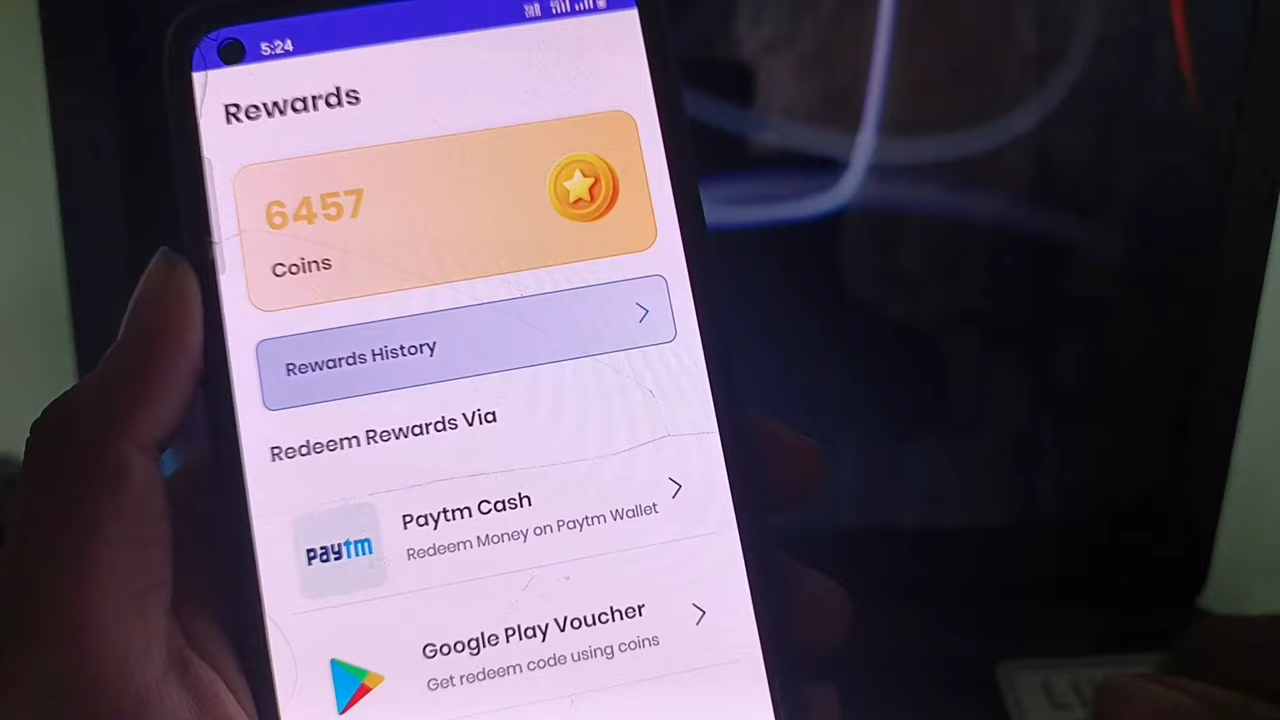 5:24
Rewards
6457
Coins
Rewards History
Redeem Rewards Via
Paytm Cash
Redeem Money on Paytm Wallet
paytm
Google Play Voucher
Get redeem code using coins